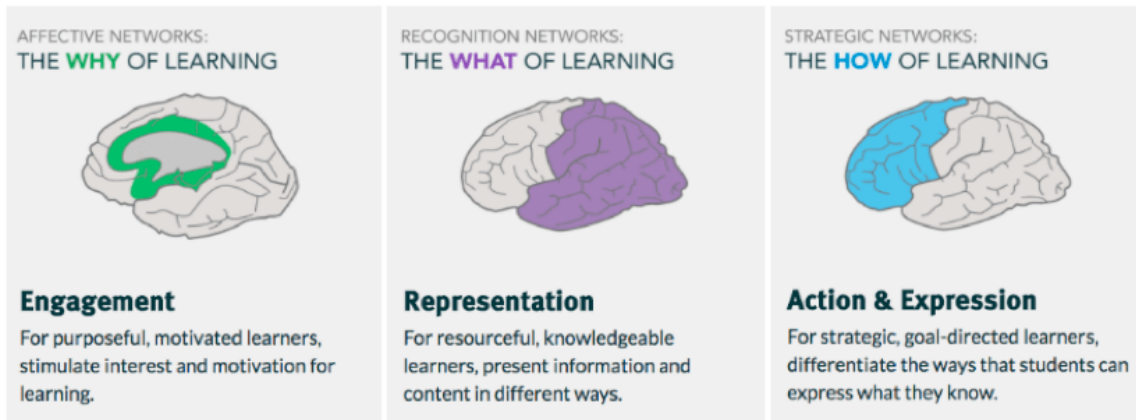 AFFECTIVE NETWORKS:
THE WHY OF LEARNING
Engagement
For purposeful, motivated learners,
stimulate interest and motivation for
learning.
RECOGNITION NETWORKS:
THE WHAT OF LEARNING
Representation
For resourceful, knowledgeable
learners, present information and
content in different ways.
STRATEGIC NETWORKS:
THE HOW OF LEARNING
Action & Expression
For strategic, goal-directed learners,
differentiate the ways that students can
express what they know.